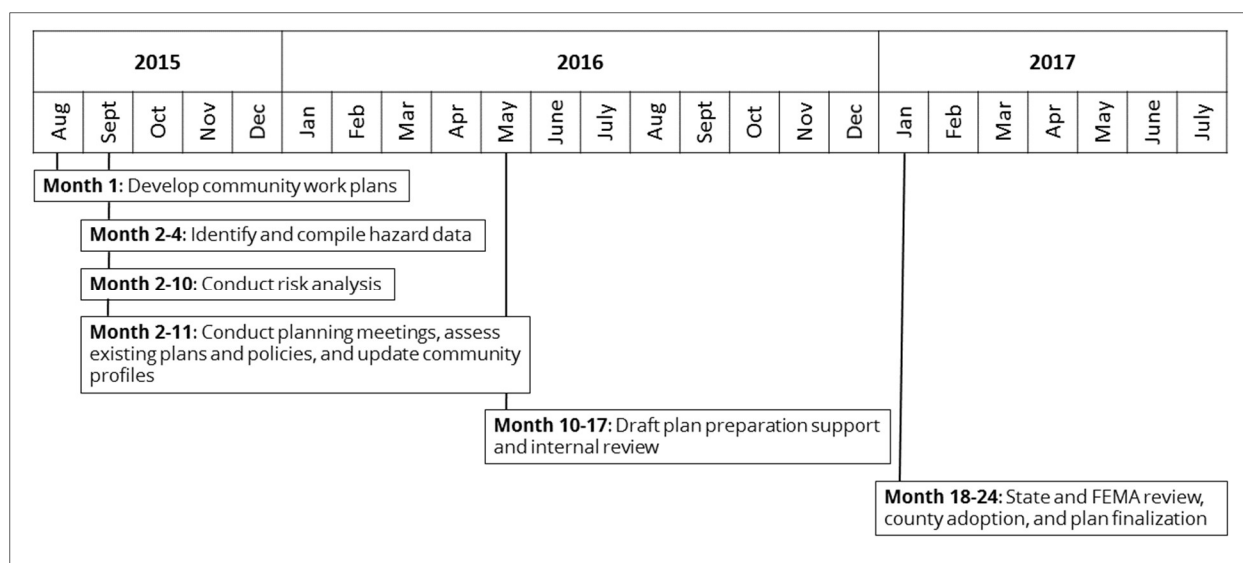 2015 2016 2017
Aug Sept Oct Nov Dec Jan Feb Mar Apr May June July Aug Sept Oct Nov Dec Jan Feb Mar Apr May June July
Month 1: Develop community work plans
Month 2-4: Identify and compile hazard data
Month 2-10: Conduct risk analysis
Month 2-11: Conduct planning meetings, assess
existing plans and policies, and update community
profiles
Month 10-17: Draft plan preparation support
and internal review
Month 18-24: State and FEMA review,
county adoption, and plan finalization